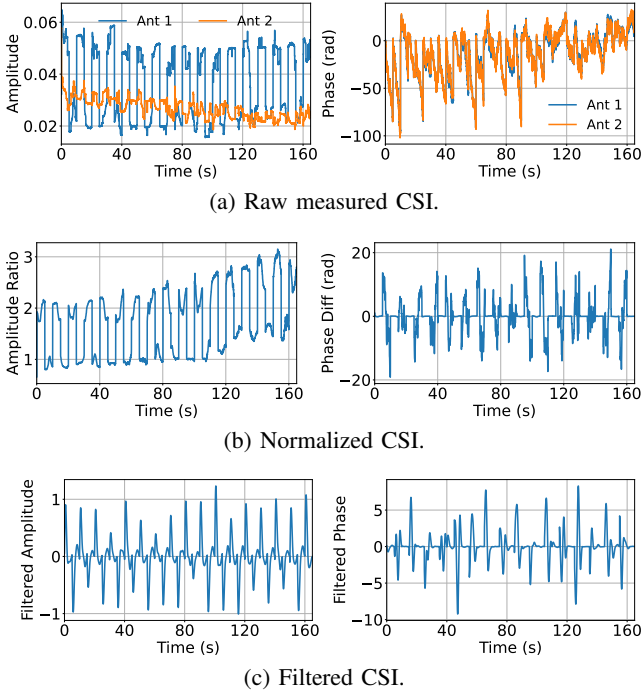 Ant 1 Ant 2
0.06
0.04
0.02
Amplitude
0 40 80 120 160
Time (s)
0
−50
−100
Phase (rad)
Ant 1
Ant 2
0 40 80 120 160
Time (s)
(a) Raw measured CSI.
3
2
1
Amplitude Ratio
0 40 80 120 160
Time (s)
20
0
−20
Phase Diff (rad)
0 40 80 120 160
Time (s)
(b) Normalized CSI.
1
0
−1
Filtered Amplitude
0 40 80 120 160
Time (s)
5
0
−5
−10
Filtered Phase
0 40 80 120 160
Time (s)
(c) Filtered CSI.